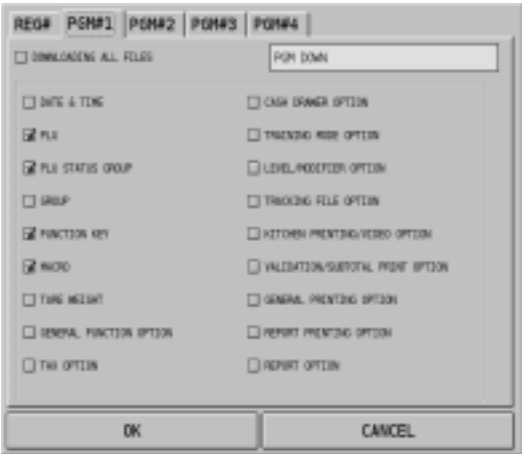 REG# PGM#1 PGM#2 PGM#3 PGM#4
DOWNLOADING ALL FILES
PGM DOWN
DATE & TIME
CASH DRAWER OPTION
PLU
TRAINING MODE OPTION
PLU STATUS GROUP
LEVEL/MODIFIER OPTION
GROUP
TRACKING FILE OPTION
FUNCTION KEY
KITCHEN PRINTING/VIDEO OPTION
MACRO
VALIDATION/SUBTOTAL PRINT OPTION
TARE WEIGHT
GENERAL PRINTING OPTION
GENERAL FUNCTION OPTION
REPORT PRINTING OPTION
TAX OPTION
REPORT OPTION
OK
CANCEL